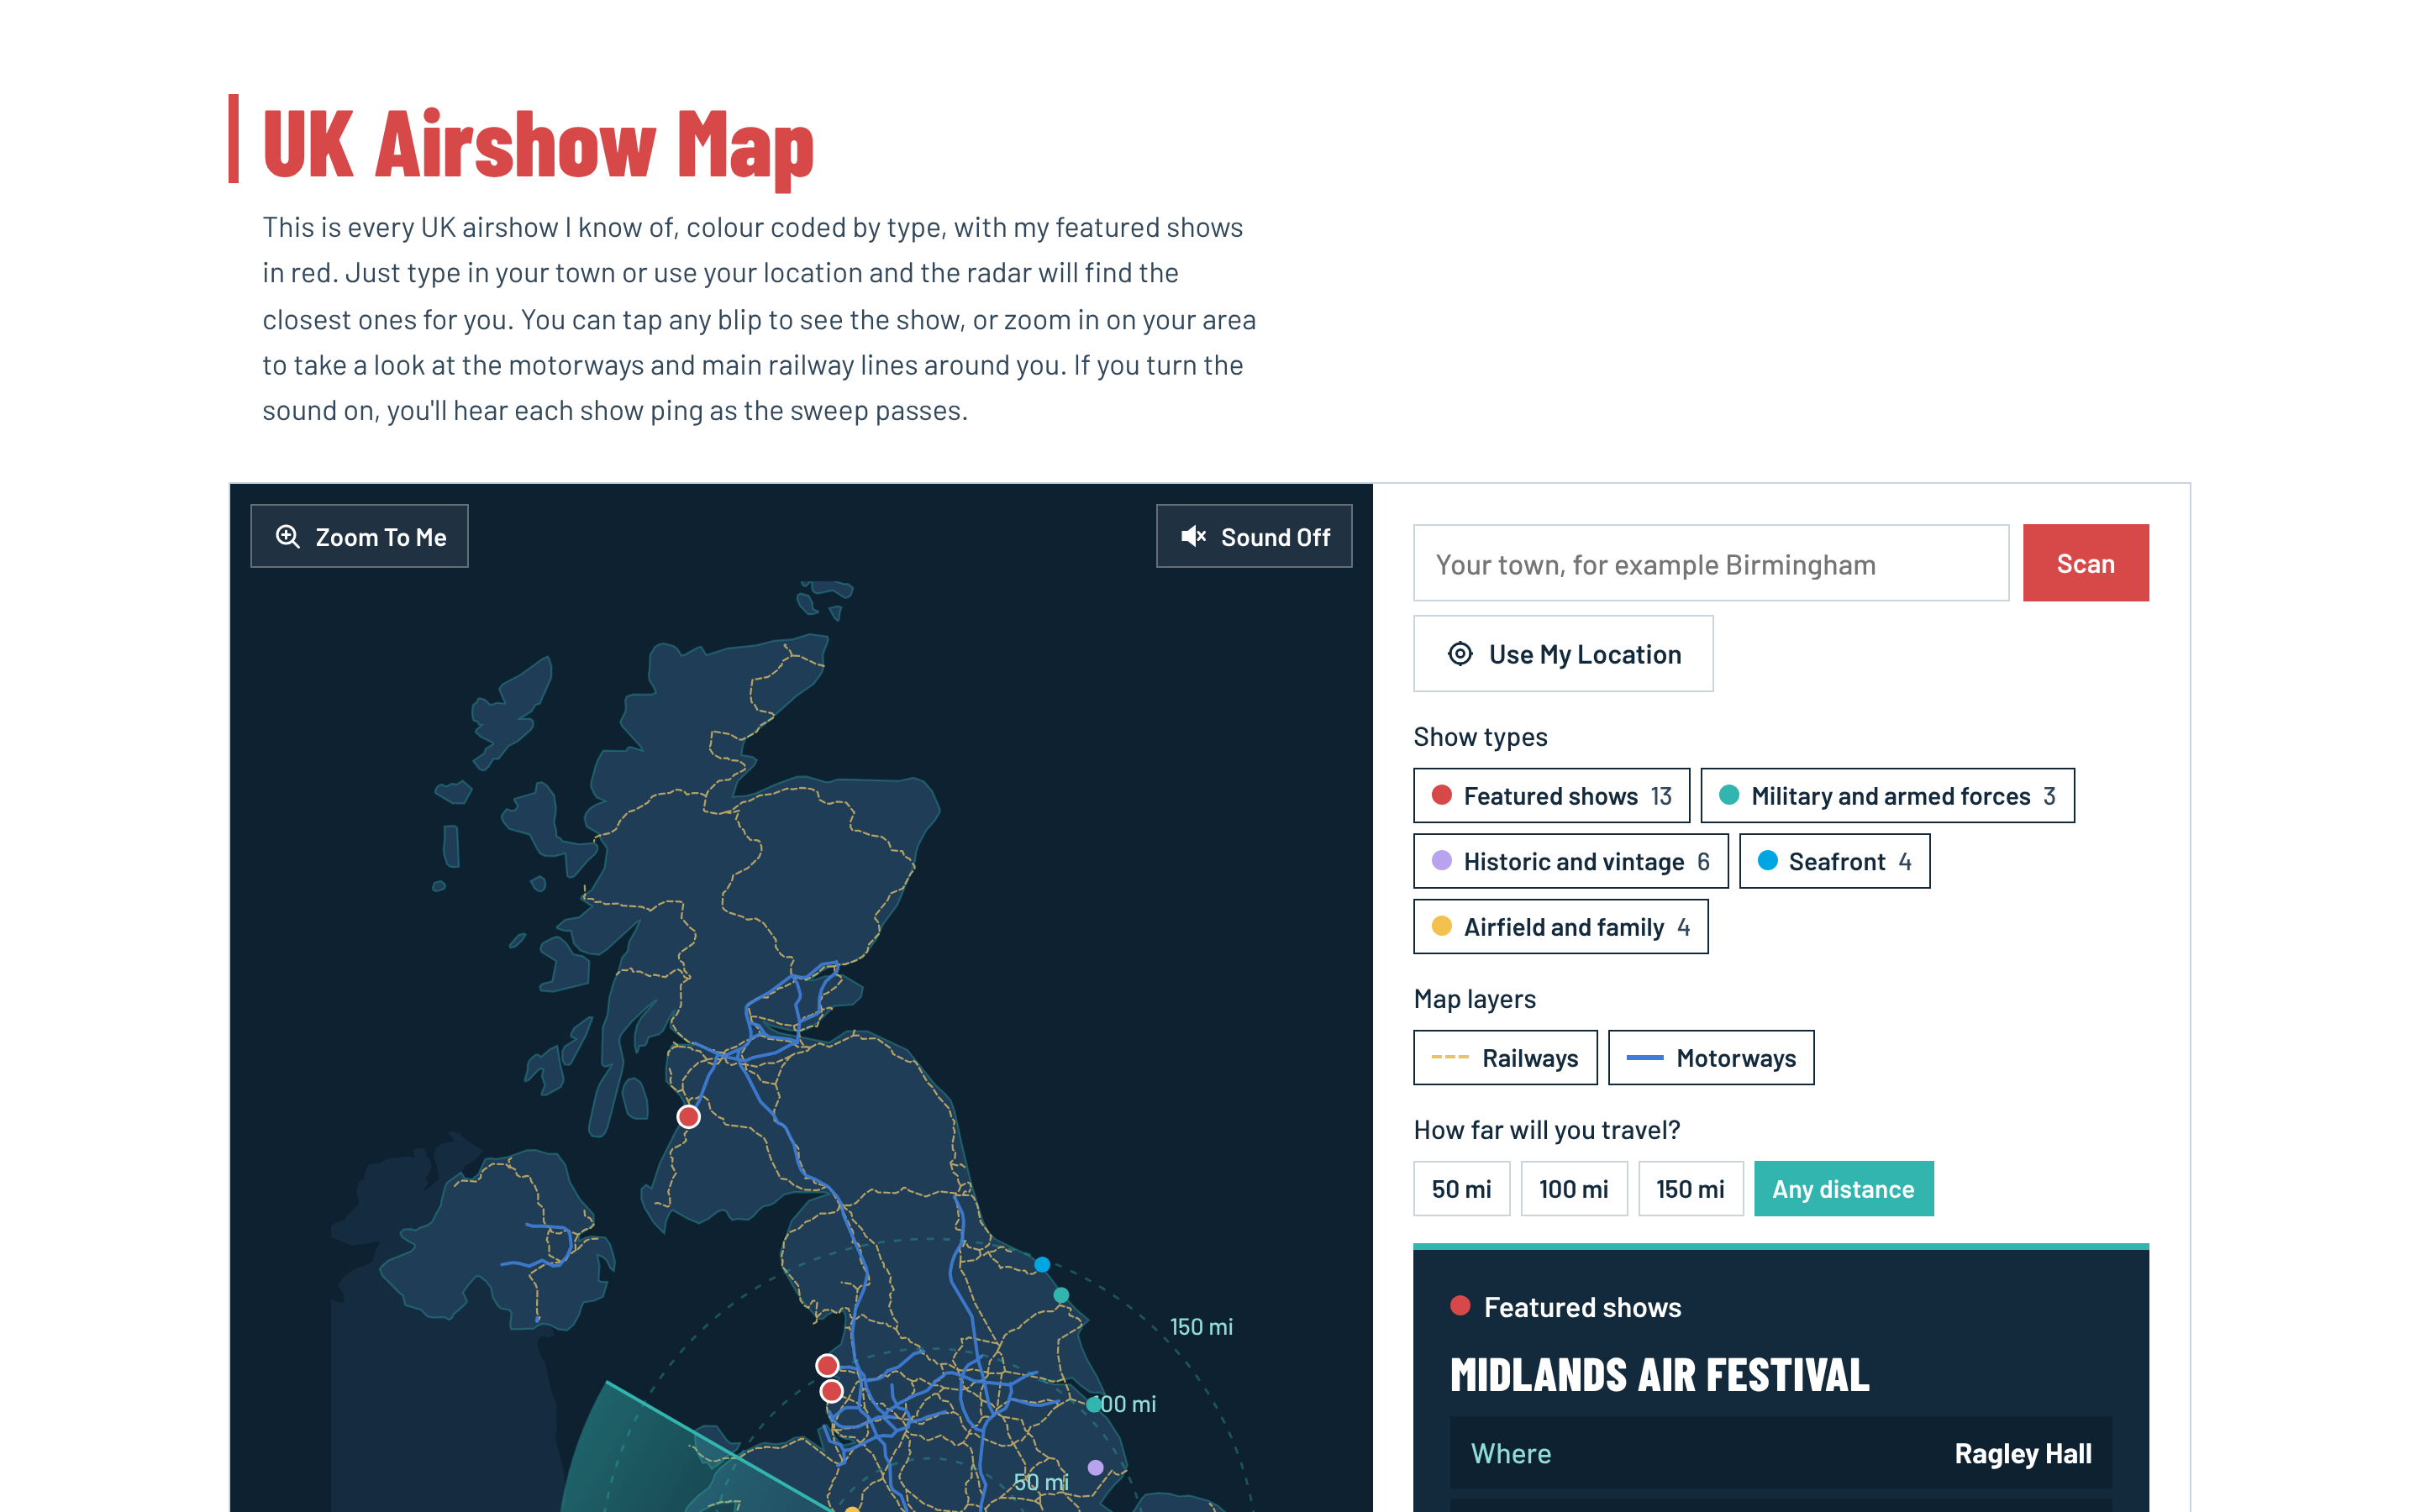 UK Airshow Map
This is every UK airshow I know of, colour coded by type, with my featured shows
in red. Just type in your town or use your location and the radar will find the
closest ones for you. You can tap any blip to see the show, or zoom in on your area
to take a look at the motorways and main railway lines around you. If you turn the
sound on, you'll hear each show ping as the sweep passes.
Zoom To Me
Sound Off
150 mi
100 mi
50 mi
Your town, for example Birmingham
Scan
Use My Location
Show types
Featured shows 13
Military and armed forces 3
Historic and vintage 6
Seafront 4
Airfield and family 4
Map layers
Railways
Motorways
How far will you travel?
50 mi
100 mi
150 mi
Any distance
Featured shows
MIDLANDS AIR FESTIVAL
Where
Ragley Hall